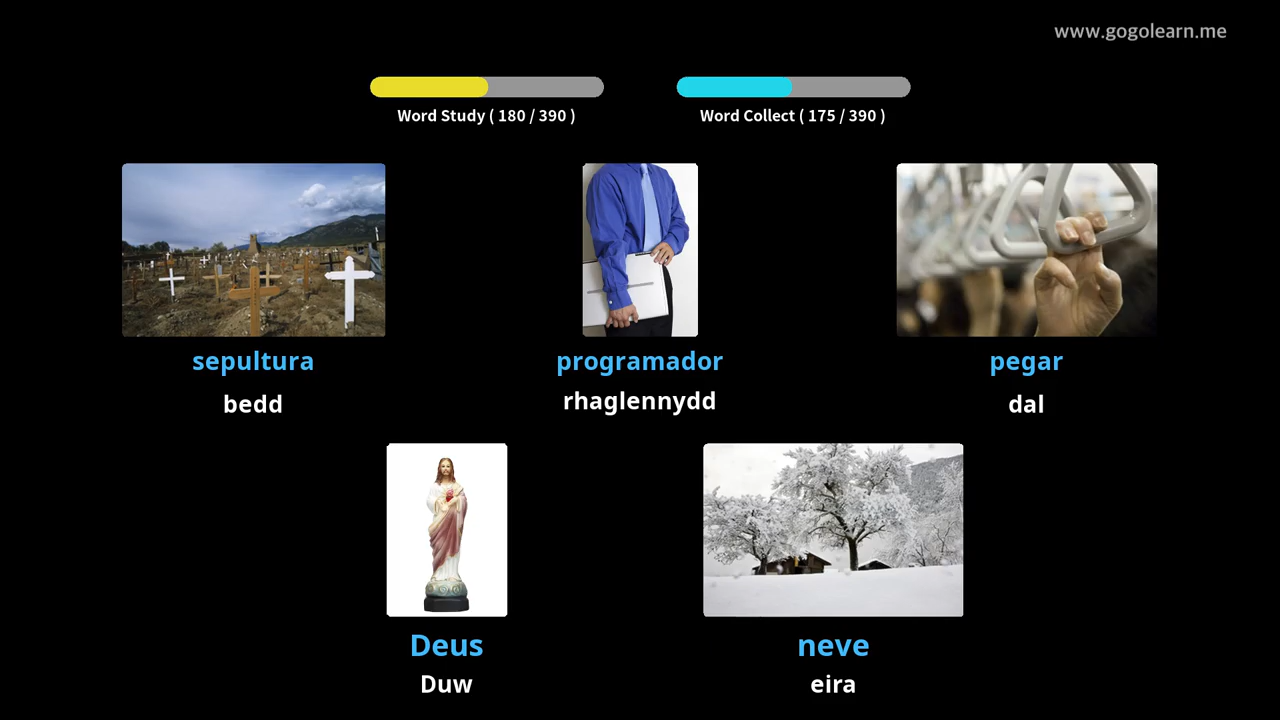 www.gogolearn.me
Word Study ( 180 / 390 )
Word Collect ( 175 / 390 )
sepultura
bedd
programador
rhaglennydd
pegar
dal
Deus
Duw
neve
eira